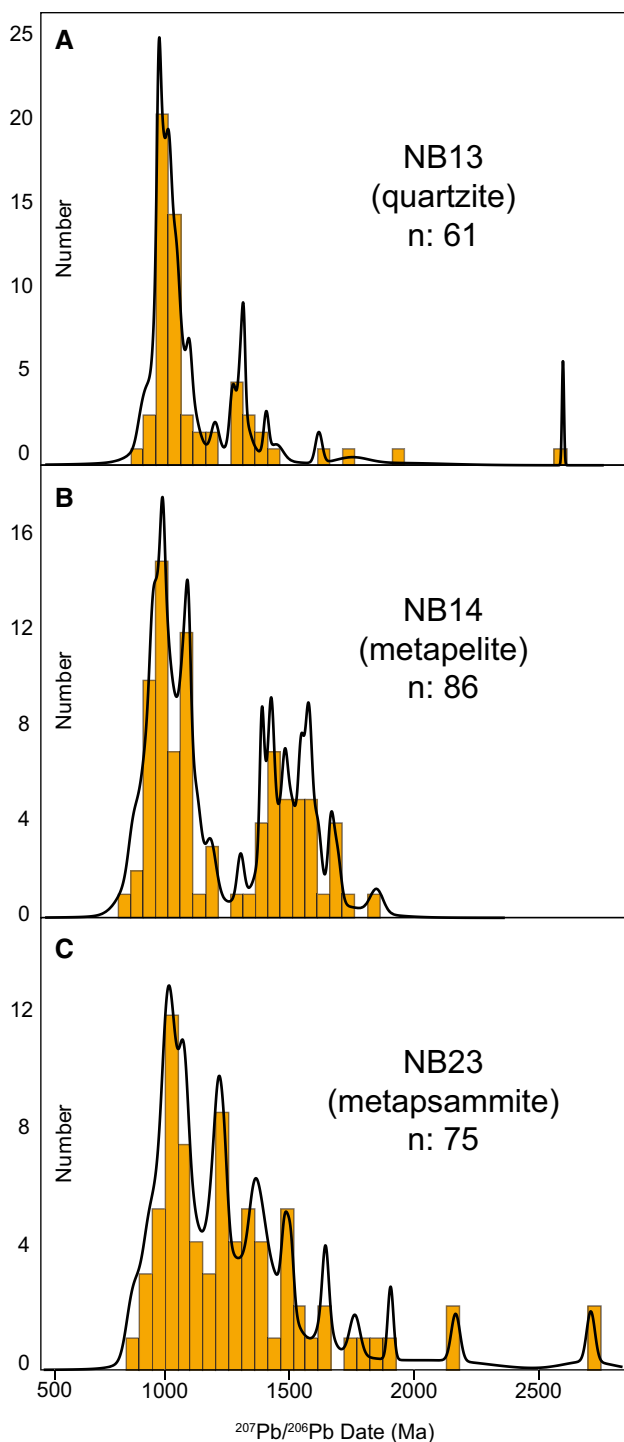 A
25
20
15
10
5
0
Number
NB13
(quartzite)
n: 61
B
16
12
8
4
0
Number
NB14
(metapelite)
n: 86
C
12
8
4
0
Number
NB23
(metapsammite)
n: 75
500 1000 1500 2000 2500
²⁰⁷Pb/²⁰⁶Pb Date (Ma)